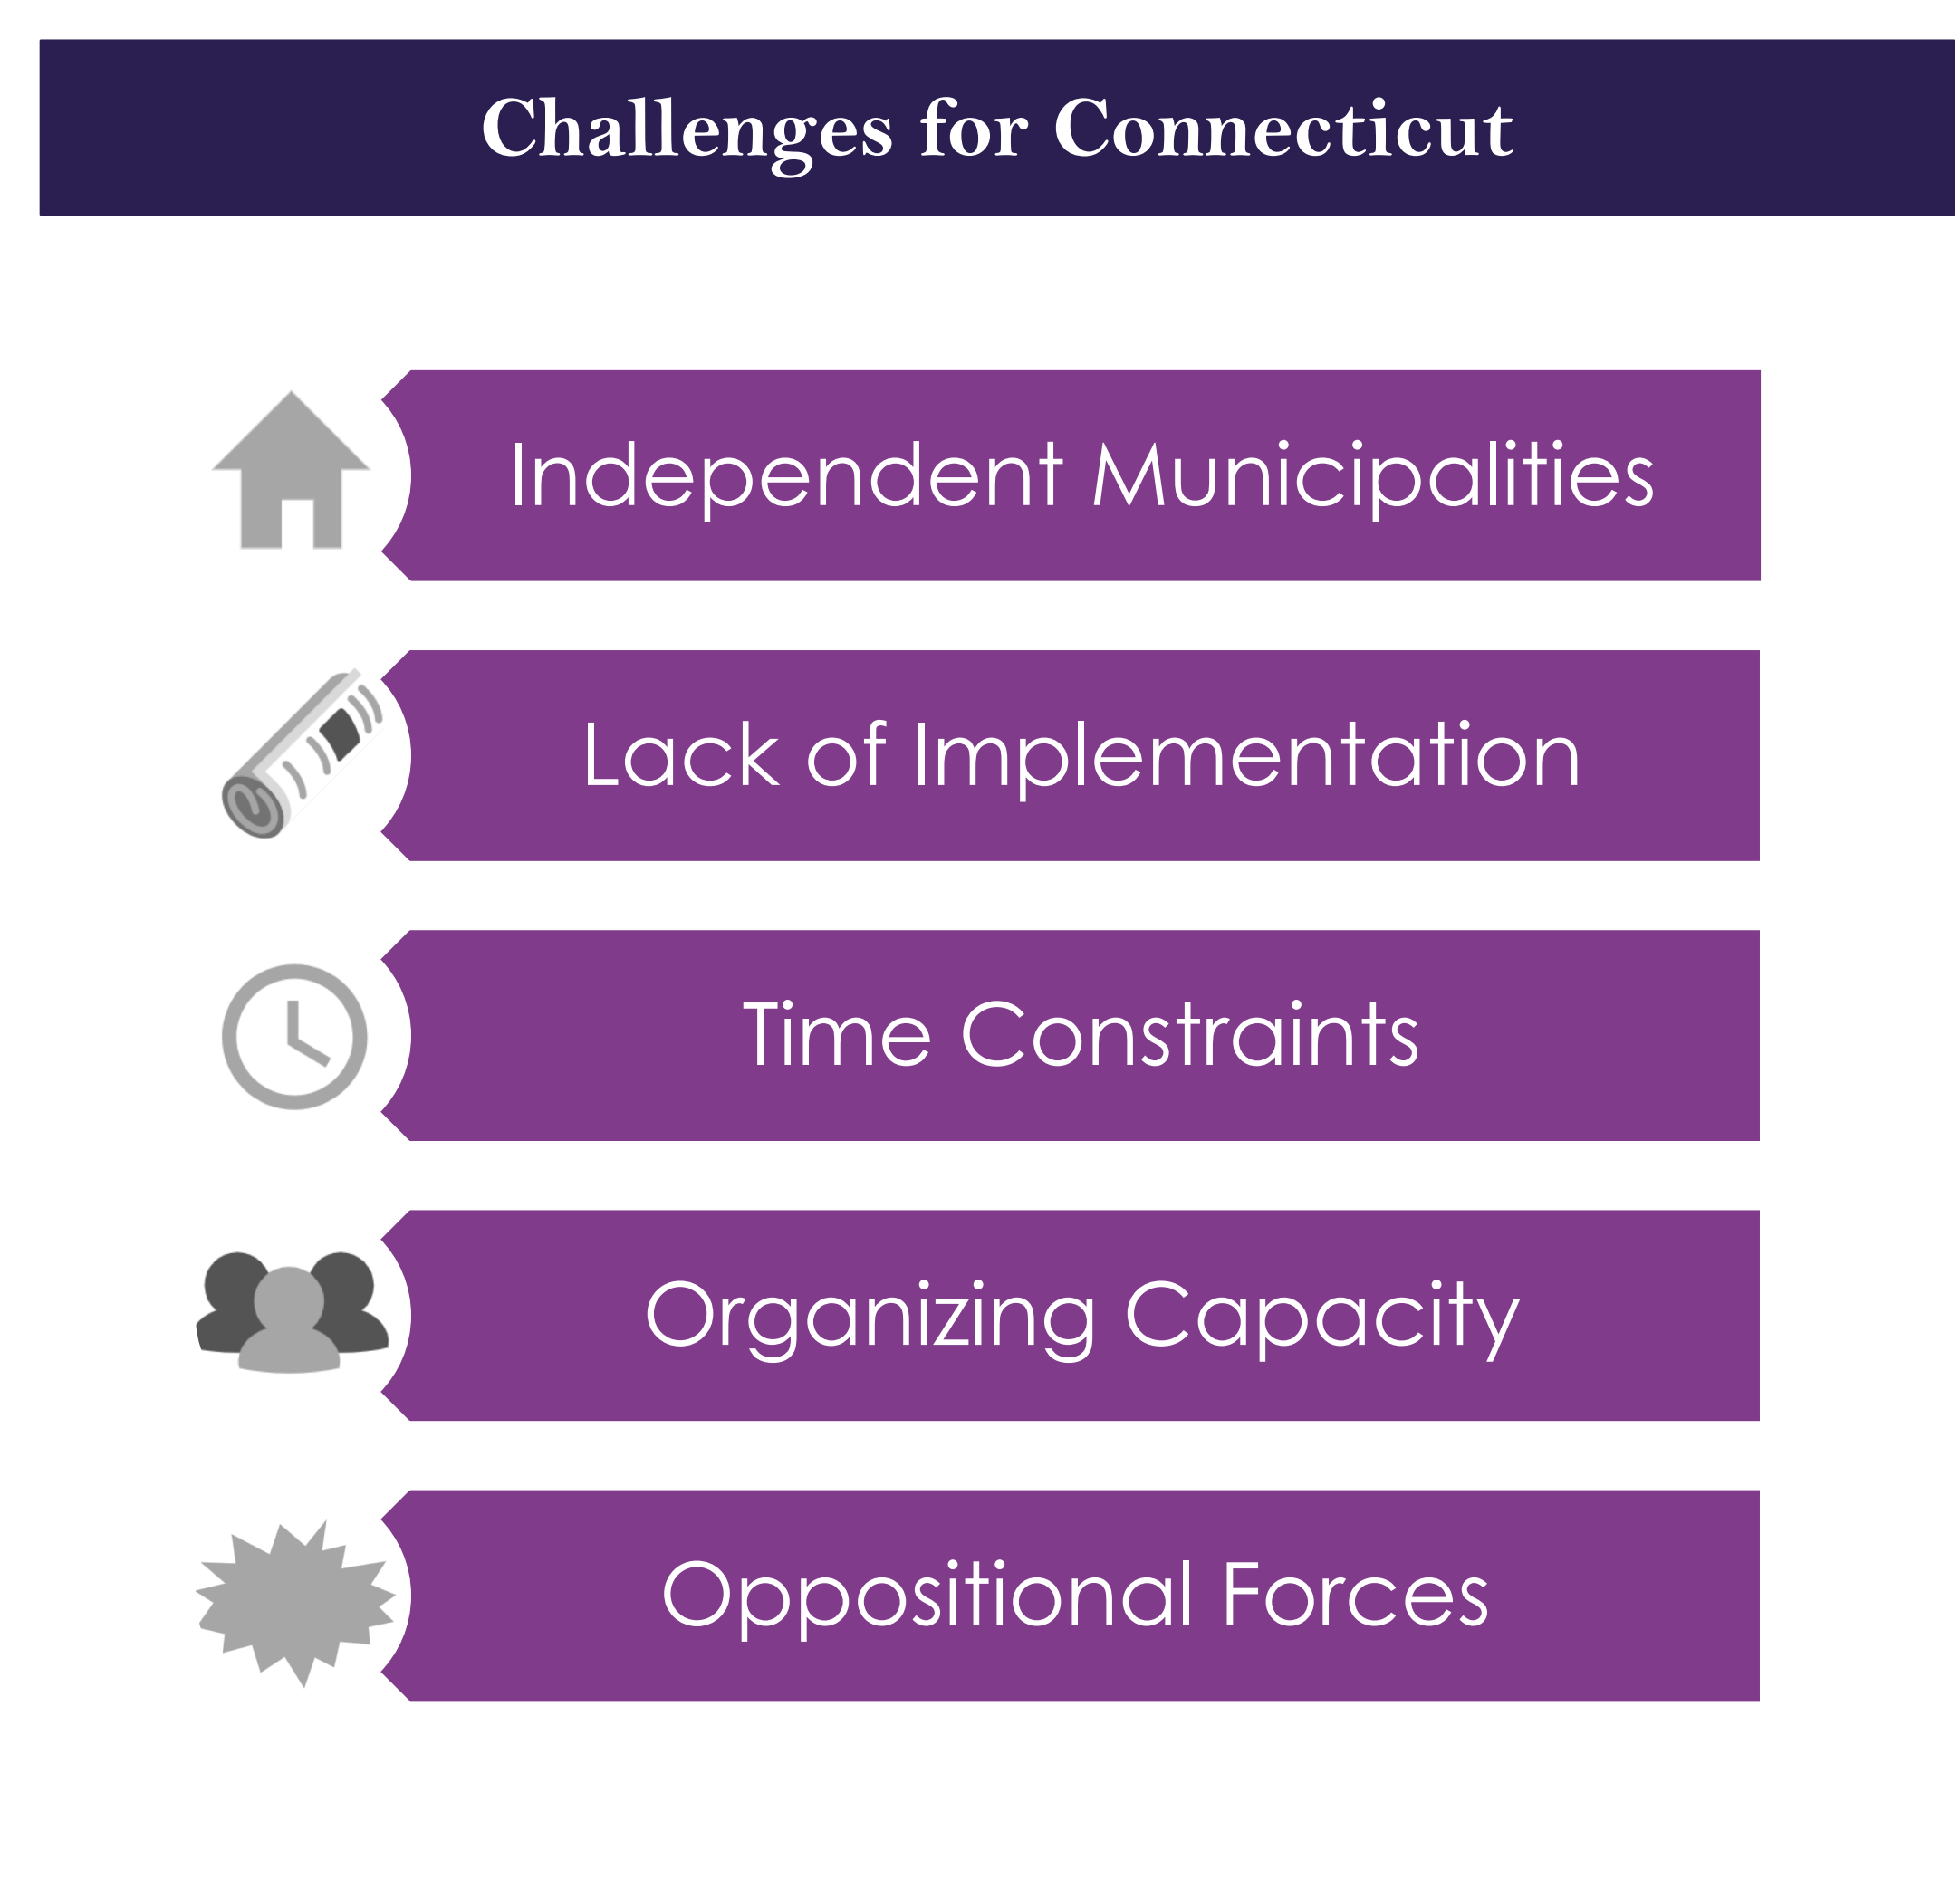 Challenges for Connecticut
Independent Municipalities
Lack of Implementation
Time Constraints
Organizing Capacity
Oppositional Forces